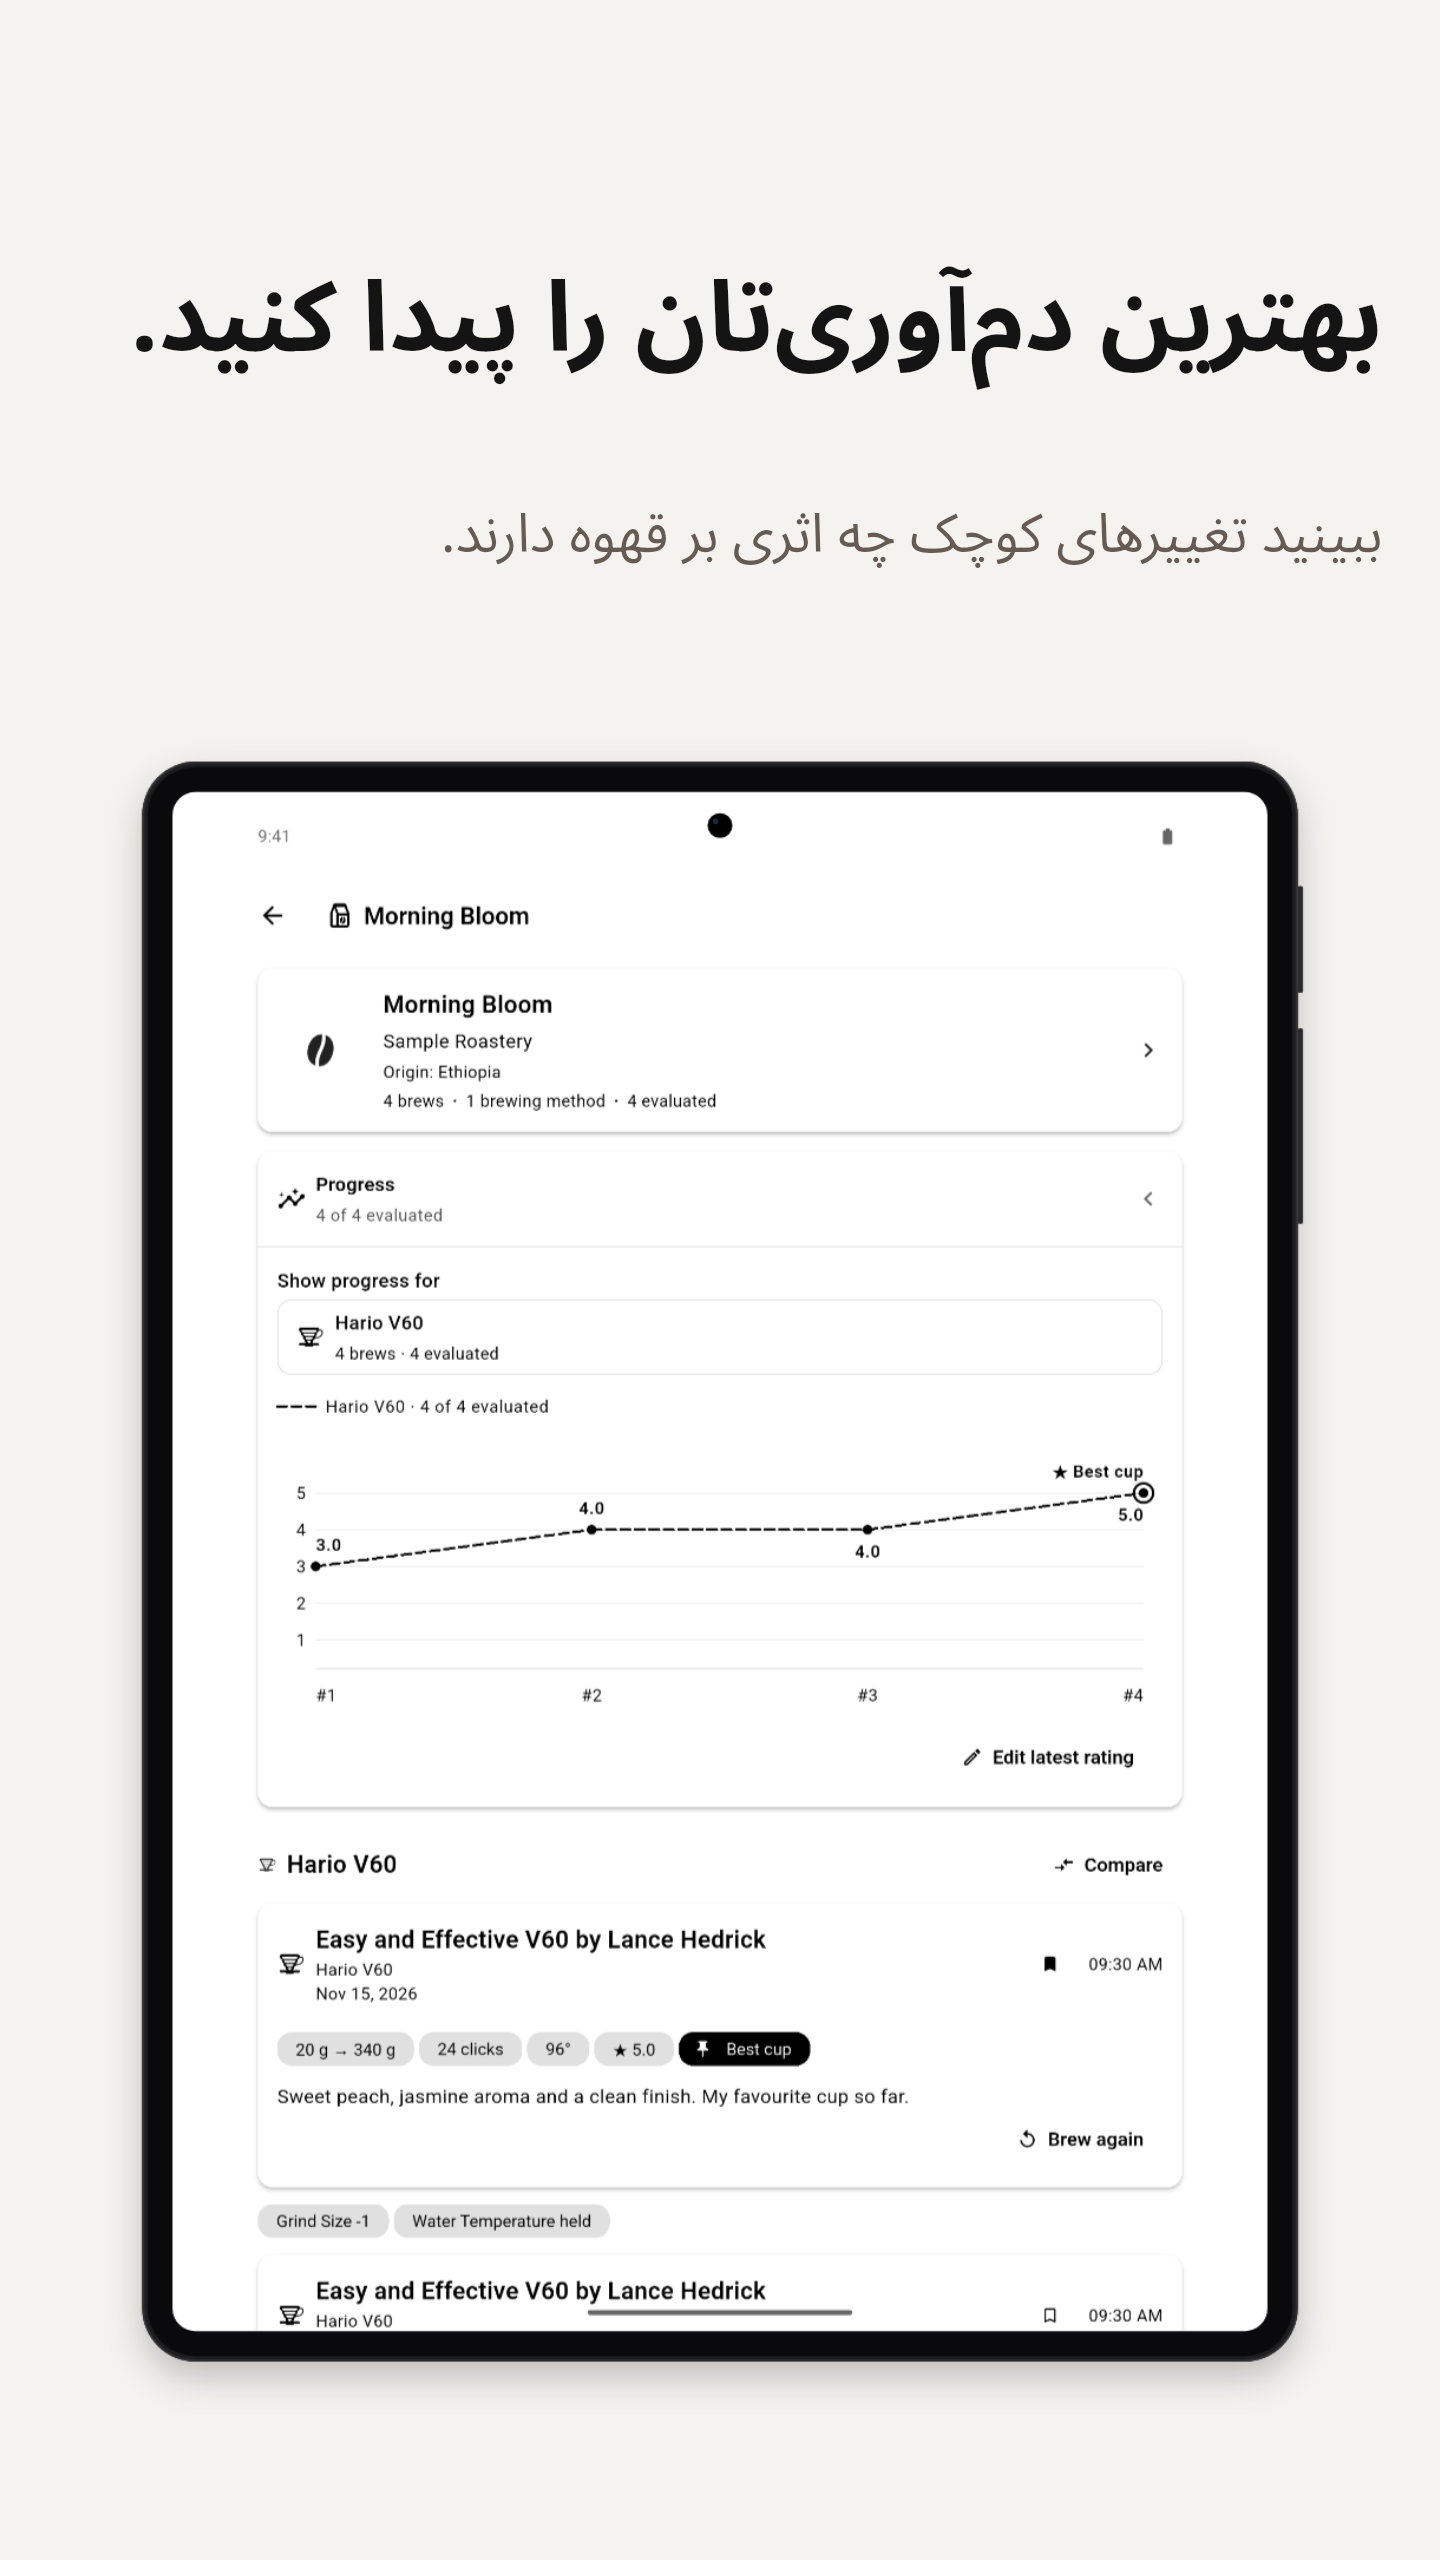 بهترین دم‌آوری‌تان را پیدا کنید.
ببینید تغییرهای کوچک چه اثری بر قهوه دارند.
9:41
Morning Bloom
Morning Bloom
Sample Roastery
Origin: Ethiopia
4 brews · 1 brewing method · 4 evaluated
Progress
4 of 4 evaluated
Show progress for
Hario V60
4 brews · 4 evaluated
Hario V60 · 4 of 4 evaluated
★ Best cup
5
4.0
5.0
4
3.0
4.0
3
2
1
#1 #2 #3 #4
Edit latest rating
Hario V60
Compare
Easy and Effective V60 by Lance Hedrick
Hario V60
09:30 AM
Nov 15, 2026
20 g → 340 g 24 clicks 96° ★ 5.0 Best cup
Sweet peach, jasmine aroma and a clean finish. My favourite cup so far.
Brew again
Grind Size -1 Water Temperature held
Easy and Effective V60 by Lance Hedrick
Hario V60
09:30 AM